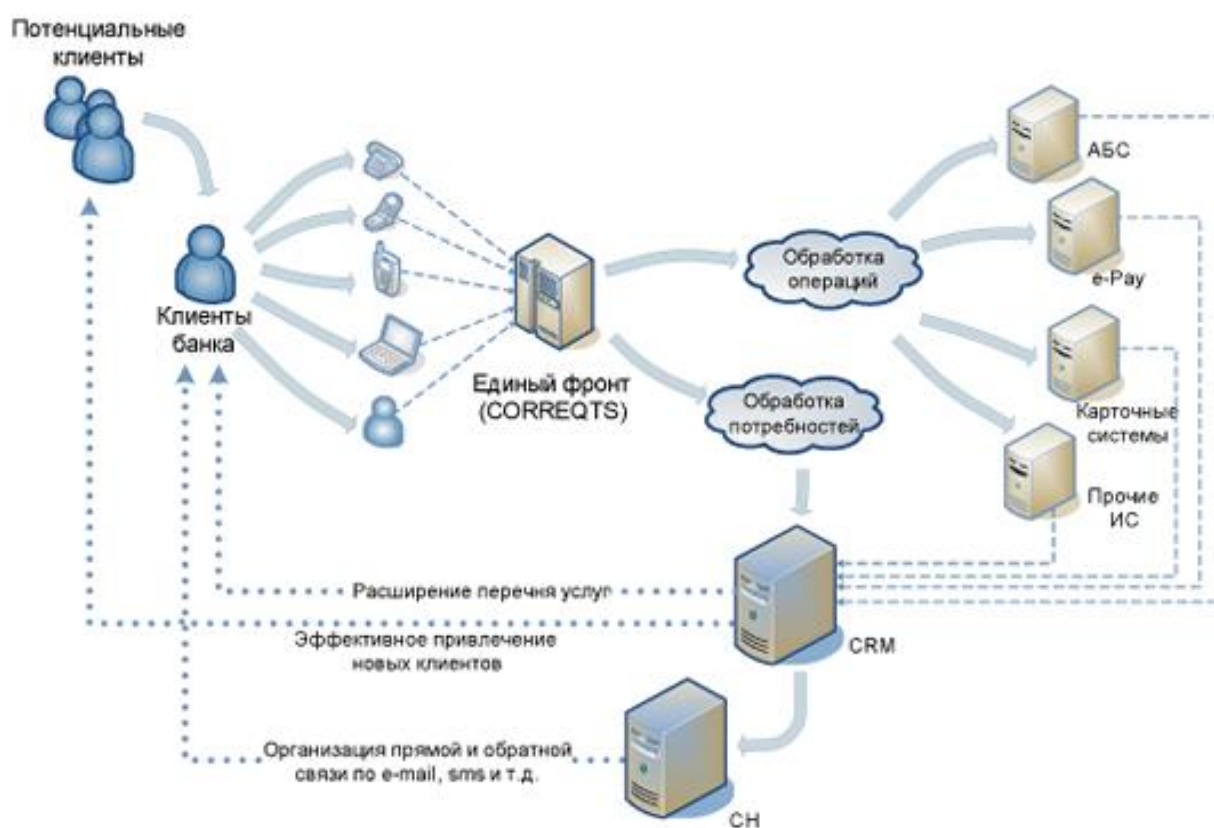 Потенциальные
клиенты
АБС
Обработка
операций
e-Pay
Клиенты
банка
Единый фронт
(CORREQTS)
Обработка
потребностей
Карточные
системы
Прочие
ИС
Расширение перечня услуг
Эффективное привлечение
новых клиентов
CRM
Организация прямой и обратной
связи по e-mail, sms и т.д.
CH